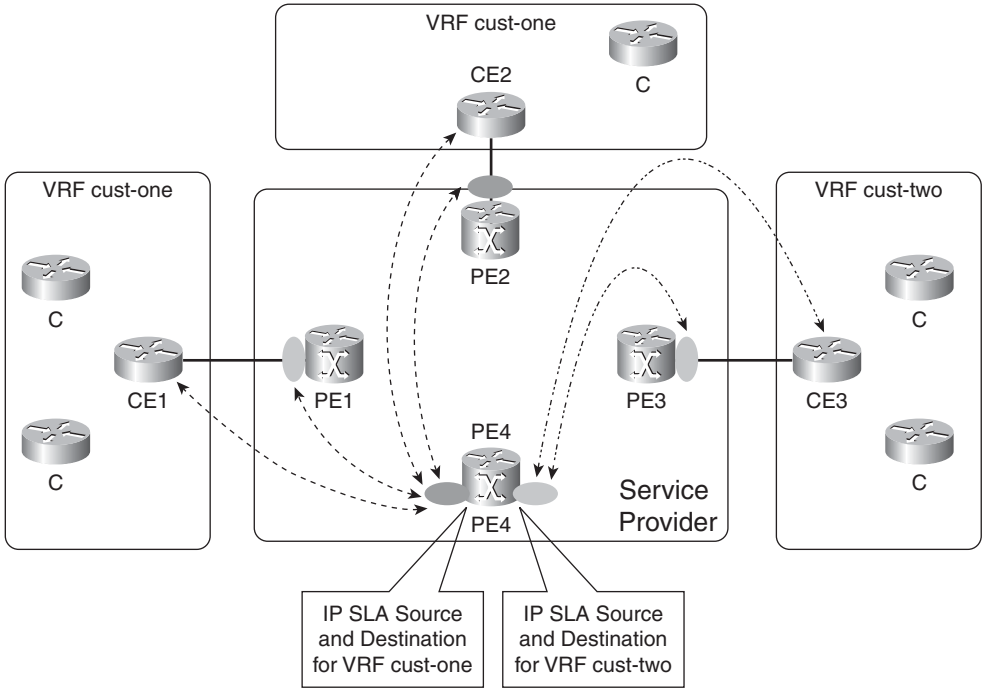 VRF cust-one
C
CE2
VRF cust-one
VRF cust-two
PE2
C
C
CE1
PE1
PE3
CE3
PE4
C
C
PE4
Service
Provider
IP SLA Source
and Destination
for VRF cust-one
IP SLA Source
and Destination
for VRF cust-two